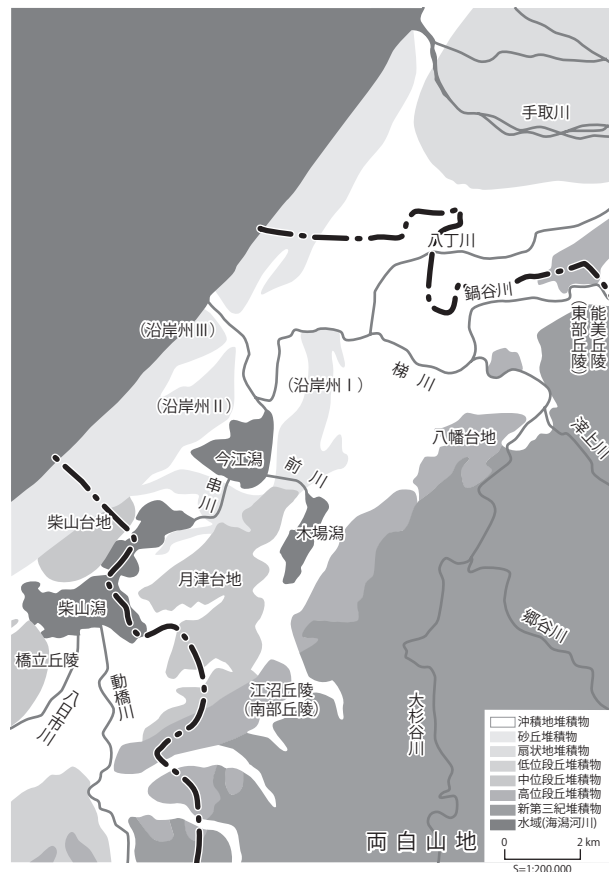 手取川
八丁川
鍋谷川
能美丘陵
(東部丘陵)
(沿岸州Ⅲ)
梯川
(沿岸州Ⅰ)
(沿岸州Ⅱ)
八幡台地
滓上川
今江潟
前川
串川
柴山台地
木場潟
月津台地
柴山潟
郷谷川
橋立丘陵
動橋川
八日市川
江沼丘陵
(南部丘陵)
大杉谷川
両白山地
沖積地堆積物
砂丘堆積物
扇状地堆積物
低位段丘堆積物
中位段丘堆積物
高位段丘堆積物
新第三紀堆積物
水域(海潟河川)
0 2 km
S=1:200,000